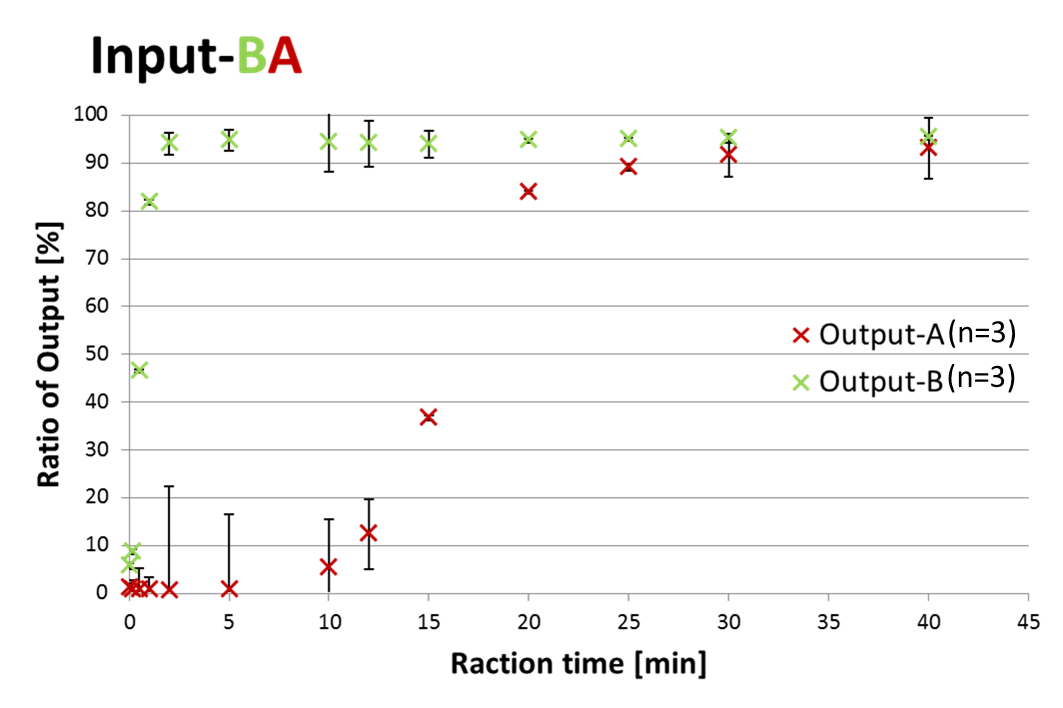 Input-BA
100
90
80
70
60
50
40
30
20
10
0
Ratio of Output [%]
Output-A (n=3)
Output-B (n=3)
0 5 10 15 20 25 30 35 40 45
Raction time [min]